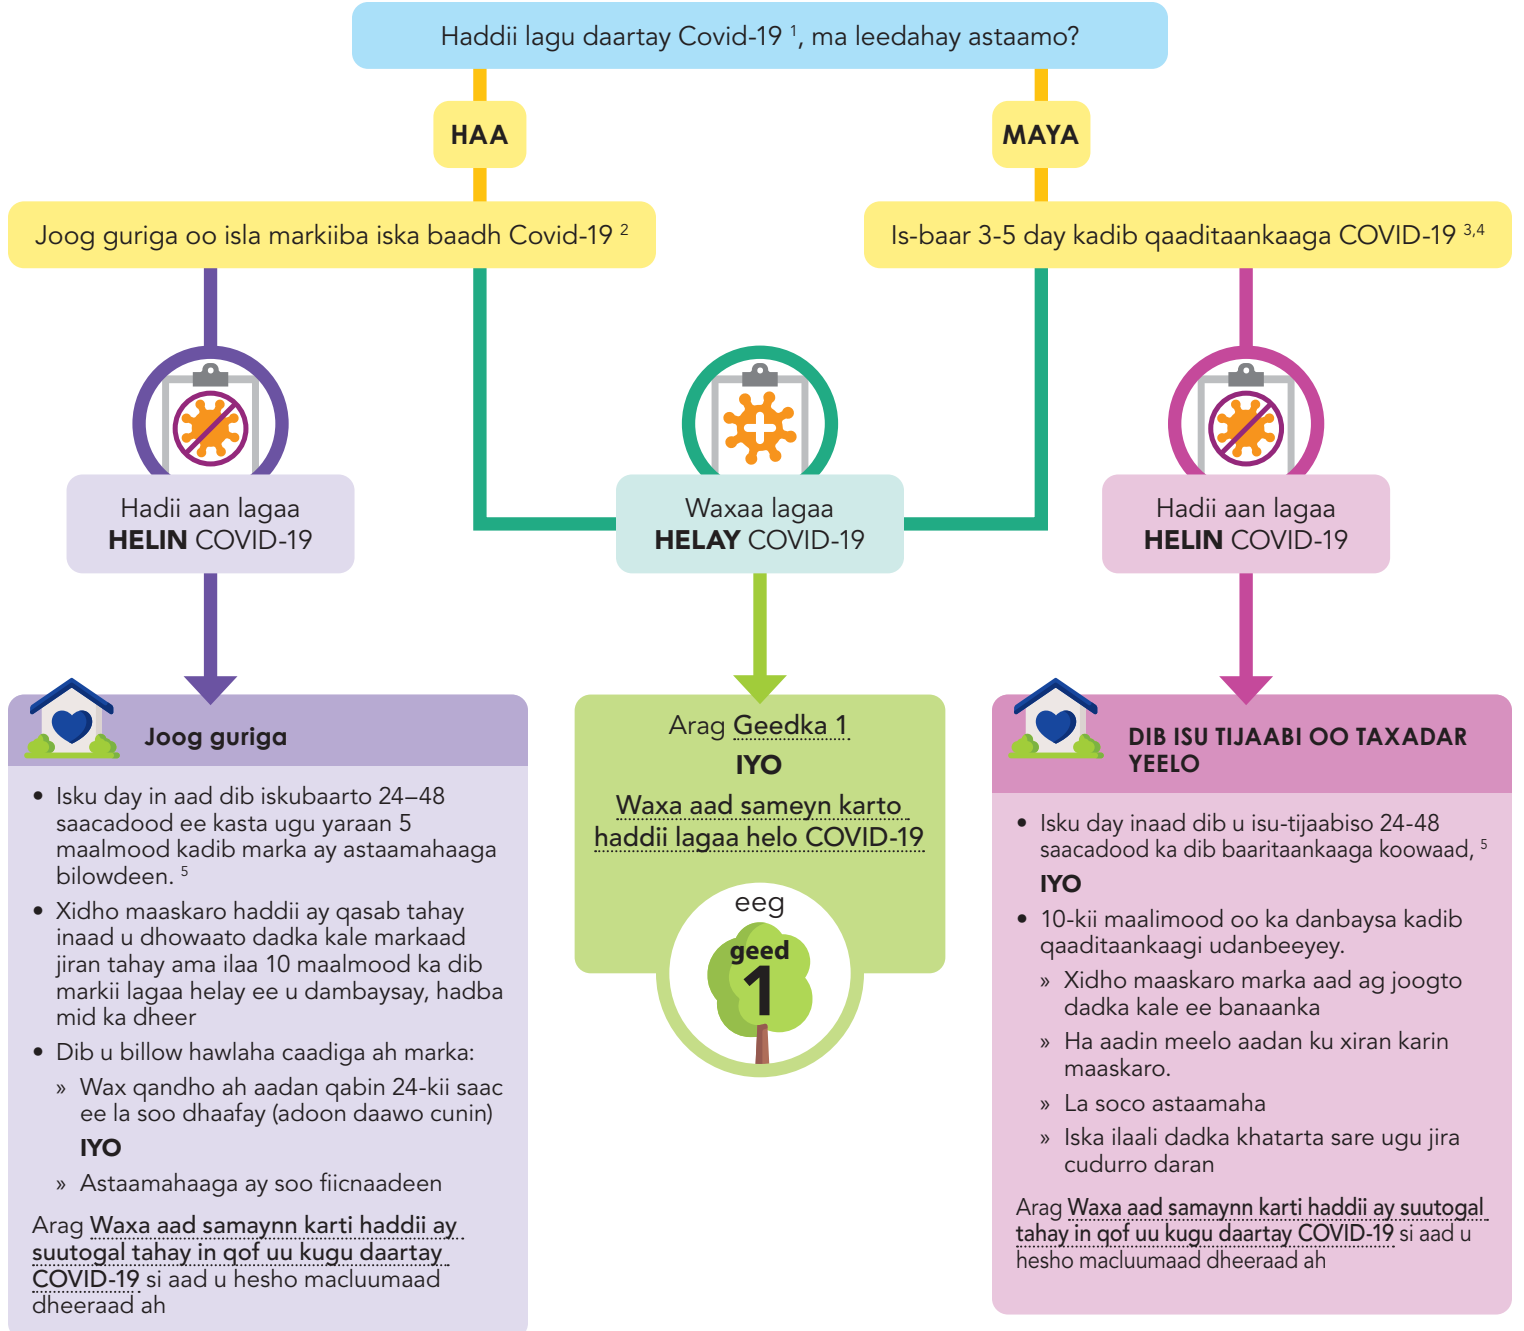 Haddii lagu daartay Covid-19 ¹, ma leedahay astaamo?
HAA
MAYA
Joog guriga oo isla markiiba iska baadh Covid-19 ²
Is-baar 3-5 day kadib qaaditaankaaga COVID-19 ³,⁴
Hadii aan lagaa
HELIN COVID-19
Waxaa lagaa
HELAY COVID-19
Hadii aan lagaa
HELIN COVID-19
Joog guriga
• Isku day in aad dib iskubaarto 24–48
saacadood ee kasta ugu yaraan 5
maalmood kadib marka ay astaamahaaga
bilowdeen. ⁵
• Xidho maaskaro haddii ay qasab tahay
inaad u dhowaato dadka kale markaad
jiran tahay ama ilaa 10 maalmood ka dib
markii lagaa helay ee u dambaysay, hadba
mid ka dheer
• Dib u billow hawlaha caadiga ah marka:
» Wax qandho ah aadan qabin 24-kii saac
ee la soo dhaafay (adoon daawo cunin)
IYO
» Astaamahaaga ay soo fiicnaadeen
Arag Waxa aad samaynn karti haddii ay
suutogal tahay in qof uu kugu daartay
COVID-19 si aad u hesho macluumaad
dheeraad ah
Arag Geedka 1
IYO
Waxa aad sameyn karto
haddii lagaa helo COVID-19
eeg
geed
1
DIB ISU TIJAABI OO TAXADAR
YEELO
• Isku day inaad dib u isu-tijaabiso 24-48
saacadood ka dib baaritaankaaga koowaad, ⁵
IYO
• 10-kii maalimood oo ka danbaysa kadib
qaaditaankaagi udanbeeyey.
» Xidho maaskaro marka aad ag joogto
dadka kale ee banaanka
» Ha aadin meelo aadan ku xiran karin
maaskaro.
» La soco astaamaha
» Iska ilaali dadka khatarta sare ugu jira
cudurro daran
Arag Waxa aad samaynn karti haddii ay suutogal
tahay in qof uu kugu daartay COVID-19 si aad u
hesho macluumaad dheeraad ah